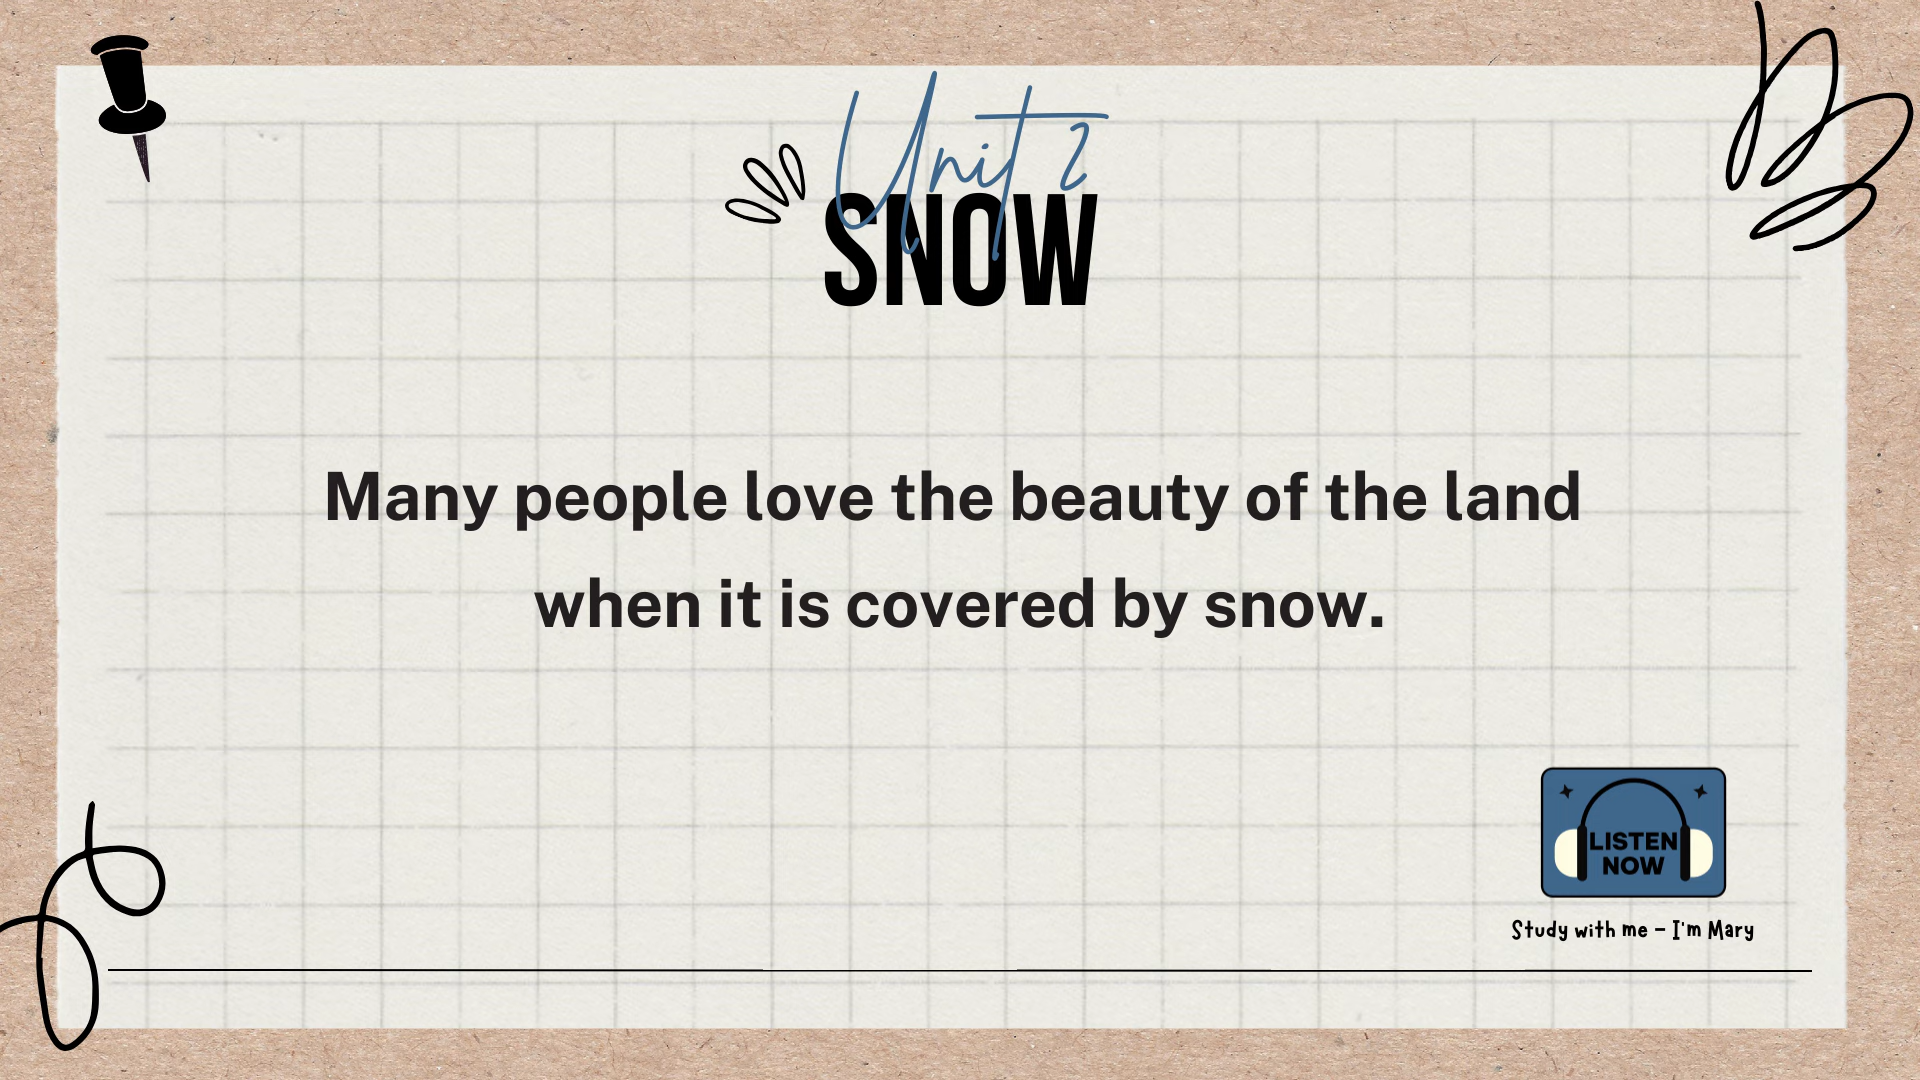 Unit 2
SNOW
Many people love the beauty of the land
when it is covered by snow.
LISTEN
NOW
Study with me - I'm Mary